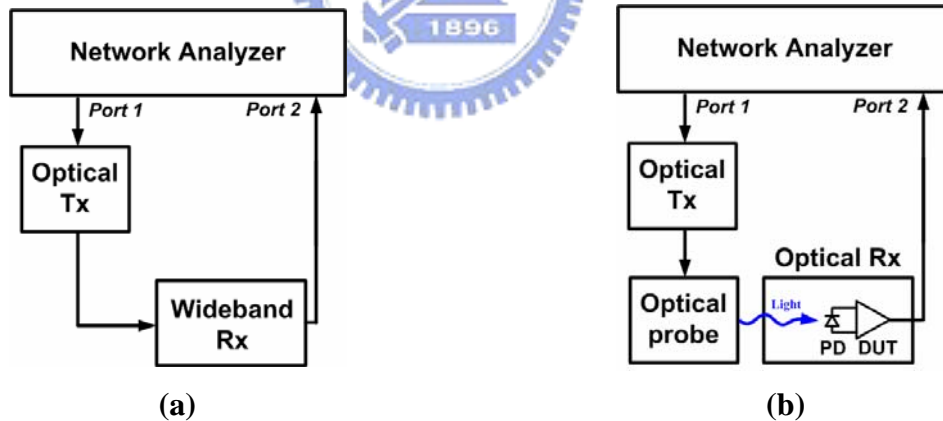 1896
Network Analyzer
Port 1
Port 2
Optical
Tx
Wideband
Rx
(a)
Network Analyzer
Port 1
Port 2
Optical
Tx
Optical
probe
Light
Optical Rx
PD DUT
(b)